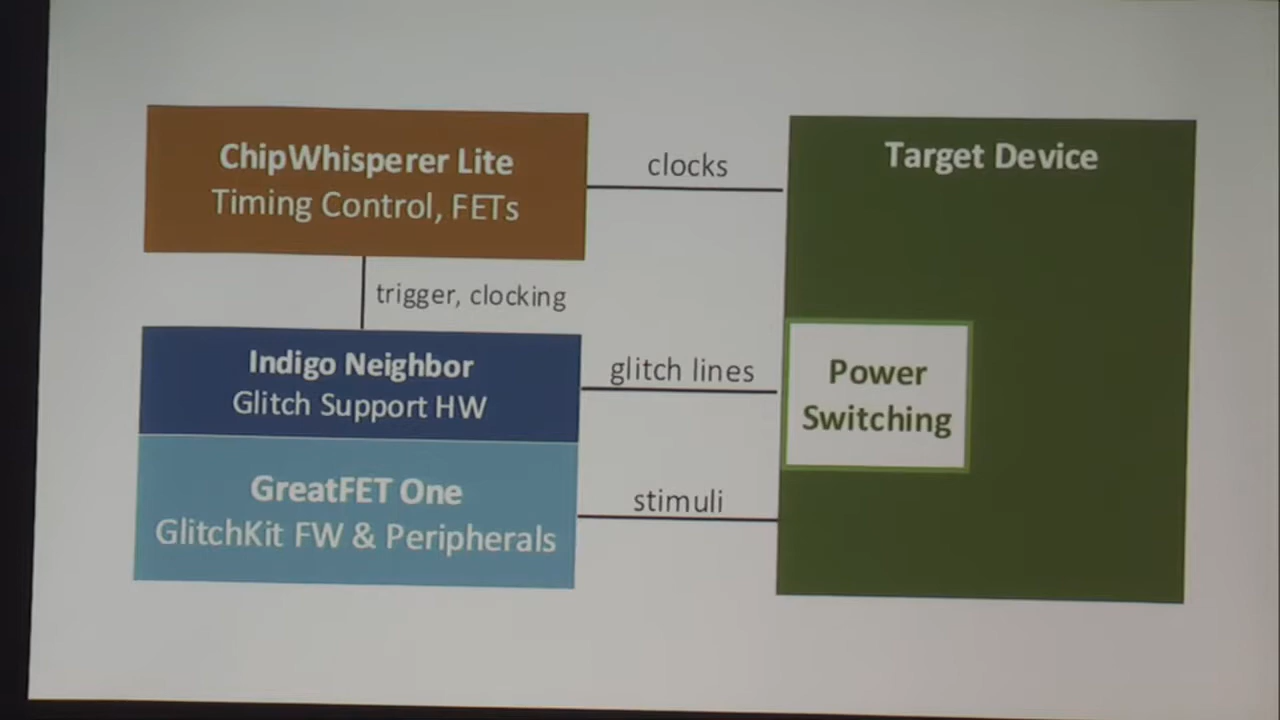 ChipWhisperer Lite
Timing Control, FETs
clocks
Target Device
trigger, clocking
Indigo Neighbor
Glitch Support HW
glitch lines
Power
Switching
GreatFET One
GlitchKit FW & Peripherals
stimuli